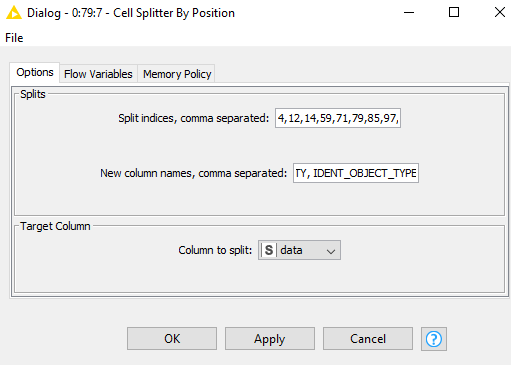 Dialog - 0:79:7 - Cell Splitter By Position
File
Options Flow Variables Memory Policy
Splits
Split indices, comma separated: 4,12,14,59,71,79,85,97,
New column names, comma separated: TY, IDENT_OBJECT_TYPE
Target Column
Column to split: S data
OK Apply Cancel ?